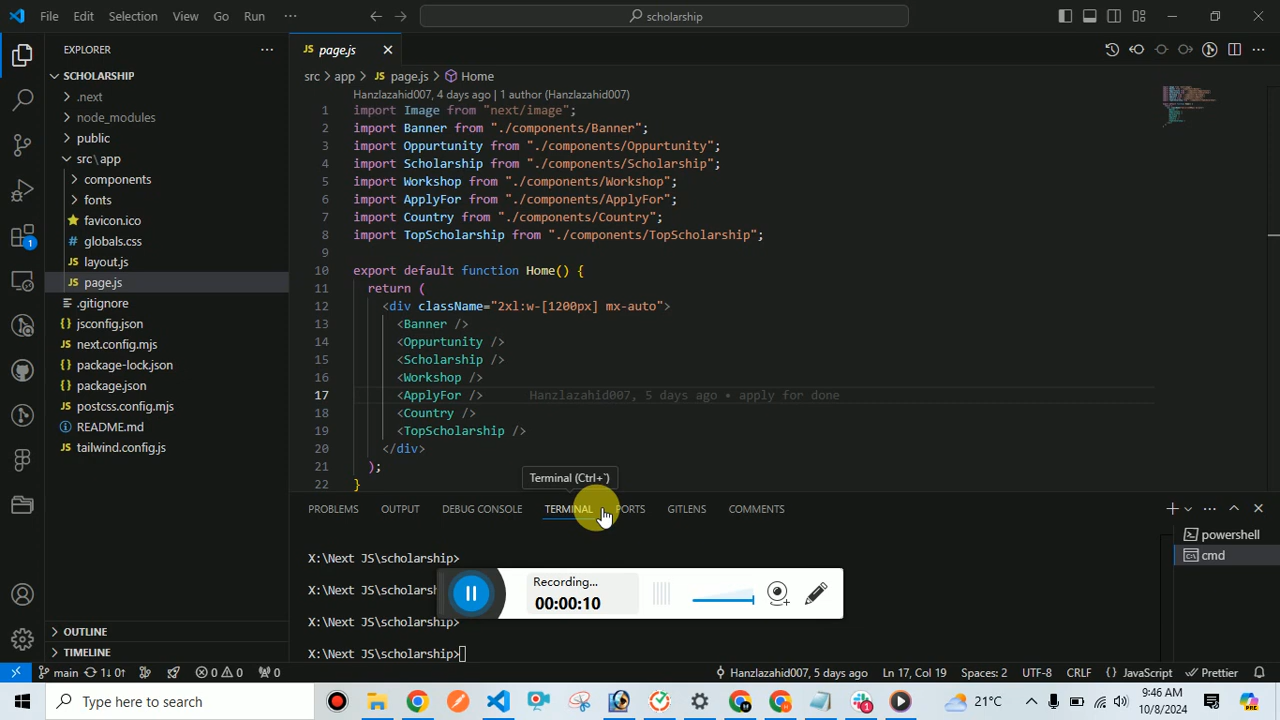 File Edit Selection View Go Run ···
scholarship
EXPLORER
page.js
SCHOLARSHIP
.next
node_modules
public
src\app
components
fonts
favicon.ico
globals.css
layout.js
page.js
.gitignore
jsconfig.json
next.config.mjs
package-lock.json
package.json
postcss.config.mjs
README.md
tailwind.config.js
OUTLINE
TIMELINE
1
src > app > JS page.js > Home
Hanzlazahid007, 4 days ago | 1 author (Hanzlazahid007)
1 import Image from "next/image";
2 import Banner from "./components/Banner";
3 import Oppurtunity from "./components/Oppurtunity";
4 import Scholarship from "./components/Scholarship";
5 import Workshop from "./components/Workshop";
6 import ApplyFor from "./components/ApplyFor";
7 import Country from "./components/Country";
8 import TopScholarship from "./components/TopScholarship";
9
10 export default function Home() {
11 return (
12 <div className="2xl:w-[1200px] mx-auto">
13 <Banner />
14 <Oppurtunity />
15 <Scholarship />
16 <Workshop />
17 <ApplyFor /> Hanzlazahid007, 5 days ago • apply for done
18 <Country />
19 <TopScholarship />
20 </div>
21 );
22 }
Terminal (Ctrl+`)
PROBLEMS OUTPUT DEBUG CONSOLE TERMINAL PORTS GITLENS COMMENTS
powershell
cmd
X:\Next JS\scholarship>
X:\Next JS\scholar
X:\Next JS\scholarship>
X:\Next JS\scholarship>
Recording...
00:00:10
main 1↓ 0↑ 0 0 0 Hanzlazahid007, 5 days ago Ln 17, Col 19 Spaces: 2 UTF-8 CRLF {} JavaScript Prettier
Type here to search
21°C
9:46 AM
10/8/2024